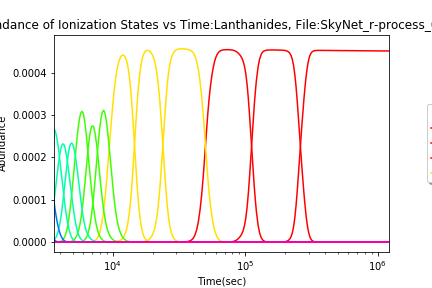 ndance of Ionization States vs Time:Lanthanides, File:SkyNet_r-process_
0.0004
0.0003
0.0002
0.0001
0.0000
Abundance
10⁴
10⁵
10⁶
Time(sec)